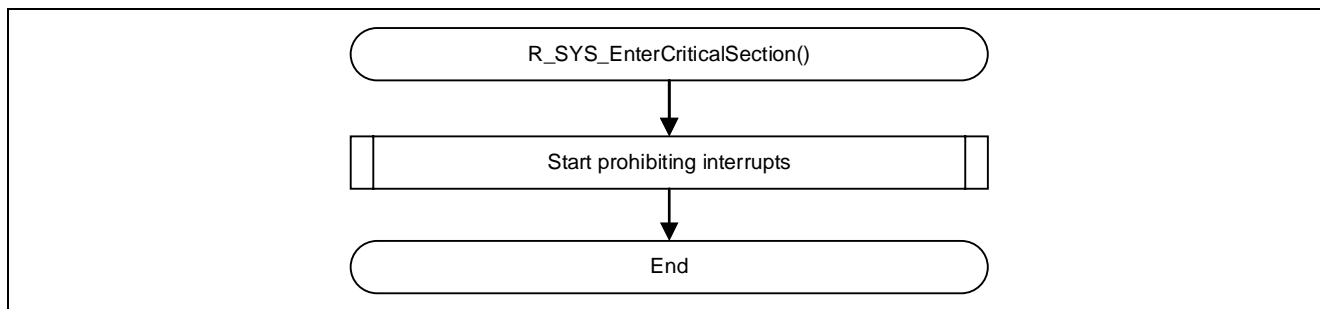 R_SYS_EnterCriticalSection()
Start prohibiting interrupts
End